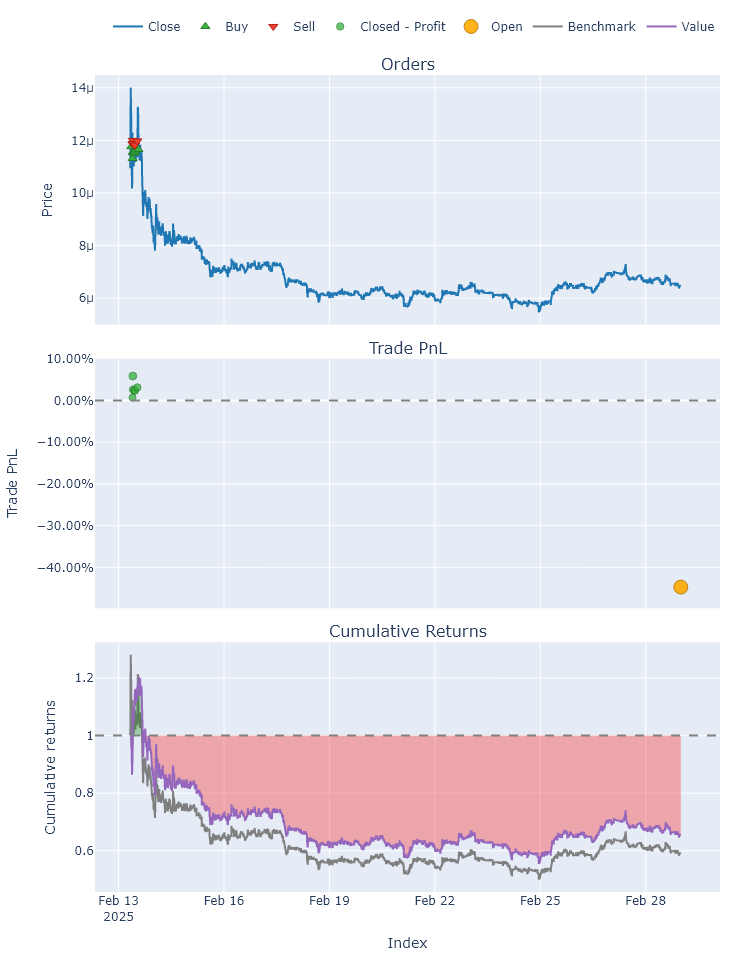 Close Buy Sell Closed - Profit Open Benchmark Value
Orders
14μ
12μ
10μ
8μ
6μ
Price
Trade PnL
10.00%
0.00%
−10.00%
−20.00%
−30.00%
−40.00%
Trade PnL
Cumulative Returns
1.2
1
0.8
0.6
Cumulative returns
Feb 13 Feb 16 Feb 19 Feb 22 Feb 25 Feb 28
2025
Index